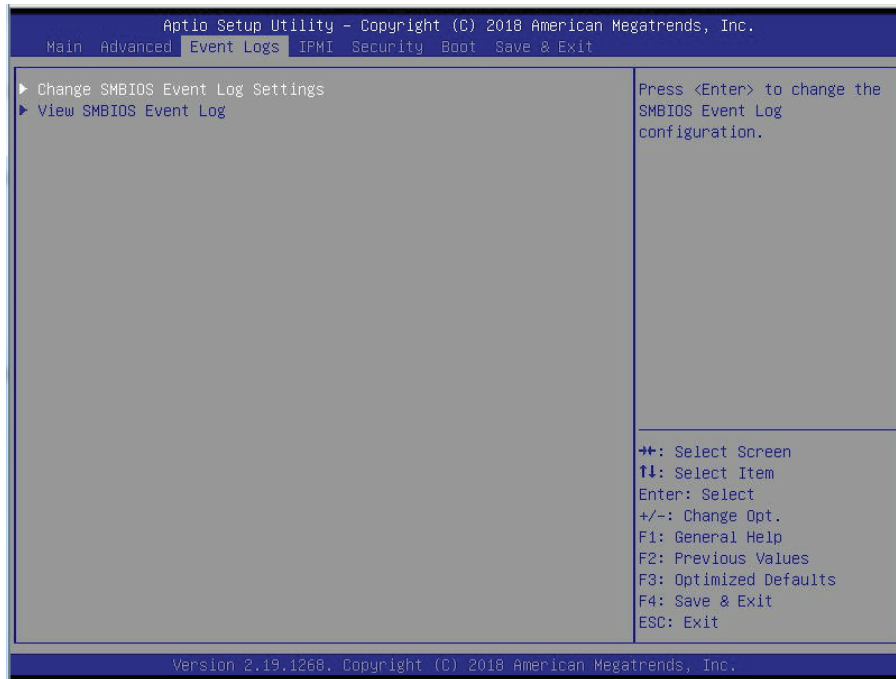 Aptio Setup Utility – Copyright (C) 2018 American Megatrends, Inc.
Main Advanced Event Logs IPMI Security Boot Save & Exit
▶ Change SMBIOS Event Log Settings
▶ View SMBIOS Event Log
Press <Enter> to change the
SMBIOS Event Log
configuration.
→←: Select Screen
↑↓: Select Item
Enter: Select
+/-: Change Opt.
F1: General Help
F2: Previous Values
F3: Optimized Defaults
F4: Save & Exit
ESC: Exit
Version 2.19.1268. Copyright (C) 2018 American Megatrends, Inc.